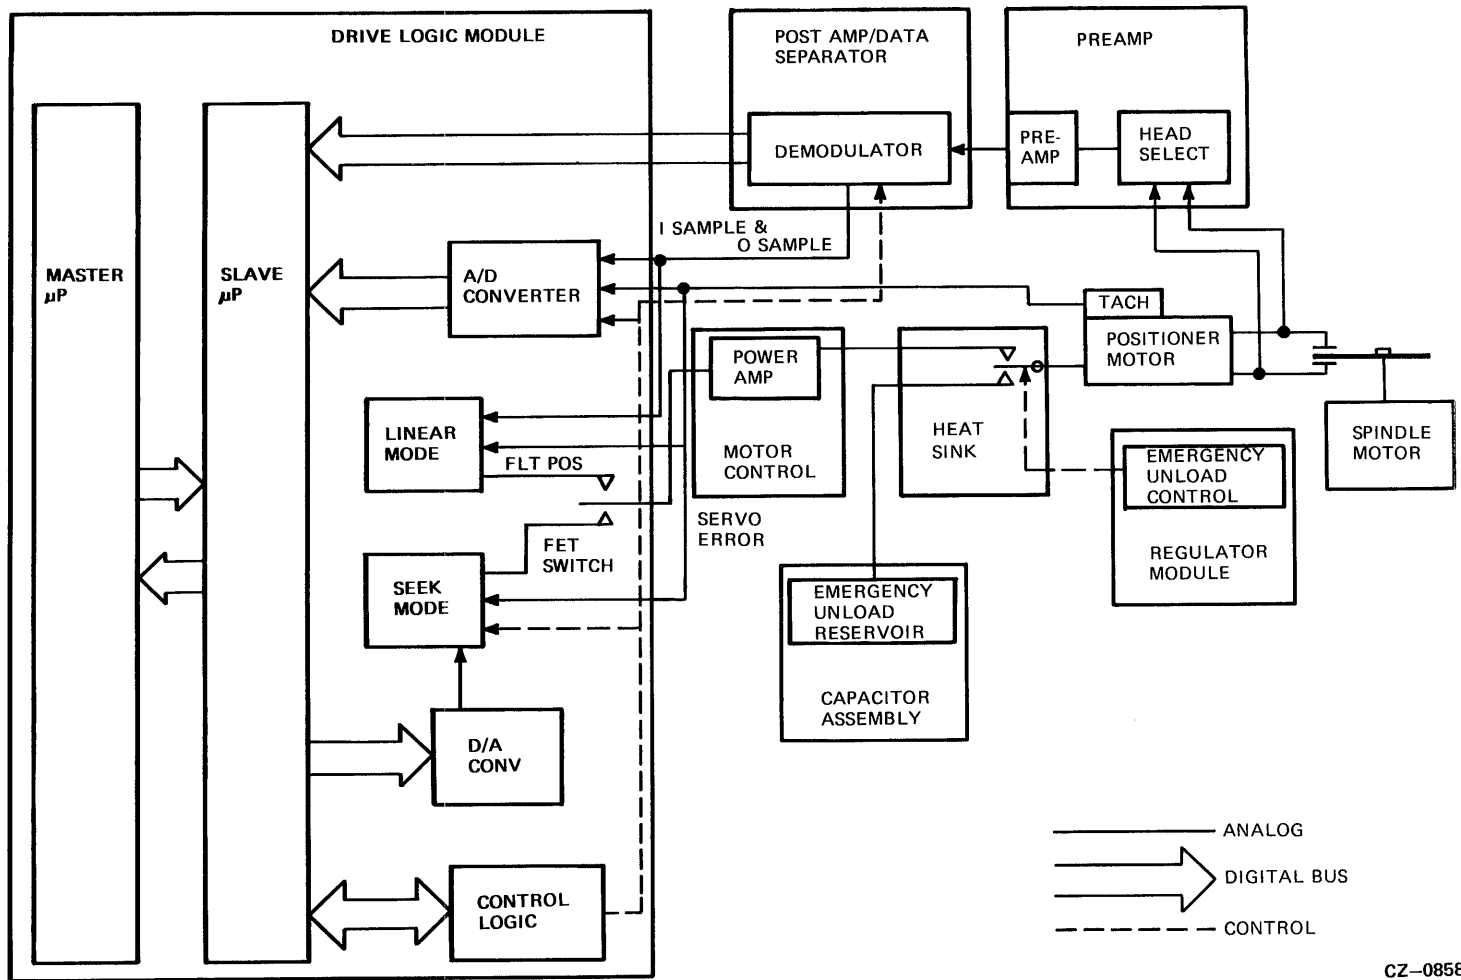 DRIVE LOGIC MODULE
POST AMP/DATA
SEPARATOR
PREAMP
DEMODULATOR
PRE-
AMP
HEAD
SELECT
I SAMPLE &
O SAMPLE
MASTER
µP
SLAVE
µP
A/D
CONVERTER
TACH
POSITIONER
MOTOR
POWER
AMP
MOTOR
CONTROL
HEAT
SINK
SPINDLE
MOTOR
LINEAR
MODE
FLT POS
EMERGENCY
UNLOAD
CONTROL
REGULATOR
MODULE
SERVO
ERROR
FET
SWITCH
SEEK
MODE
EMERGENCY
UNLOAD
RESERVOIR
CAPACITOR
ASSEMBLY
D/A
CONV
CONTROL
LOGIC
ANALOG
DIGITAL BUS
CONTROL
CZ–0858